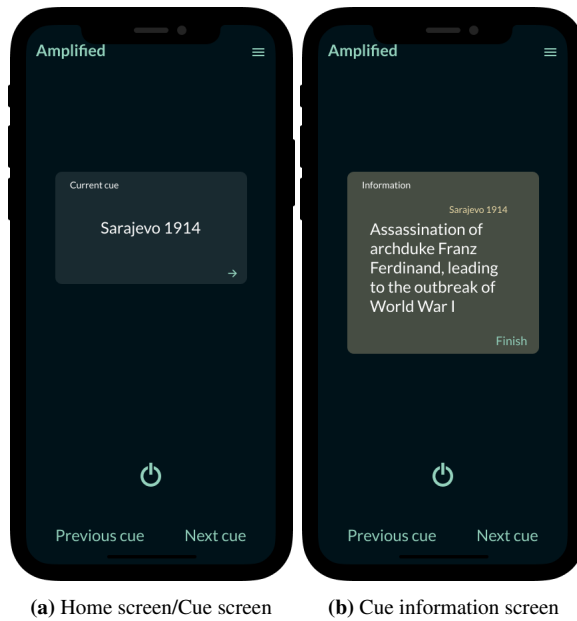 Amplified
Current cue
Sarajevo 1914
Previous cue Next cue
(a) Home screen/Cue screen
Amplified
Information
Sarajevo 1914
Assassination of
archduke Franz
Ferdinand, leading
to the outbreak of
World War I
Finish
Previous cue Next cue
(b) Cue information screen